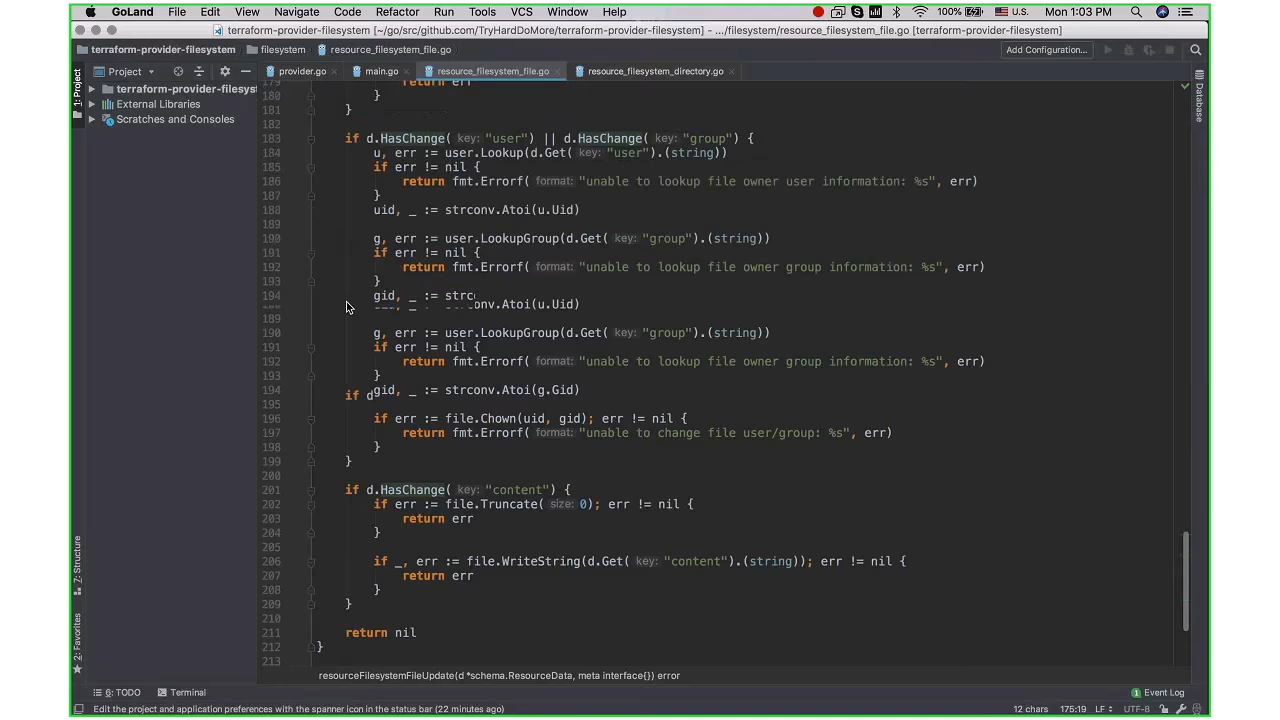 GoLand File Edit View Navigate Code Refactor Run Tools VCS Window Help 100% U.S. Mon 1:03 PM
terraform-provider-filesystem [~/go/src/github.com/TryHardDoMore/terraform-provider-filesystem] - .../filesystem/resource_filesystem_file.go [terraform-provider-filesystem]
terraform-provider-filesystem filesystem resource_filesystem_file.go Add Configuration...
1: Project
Project
provider.go main.go resource_filesystem_file.go resource_filesystem_directory.go
Database
terraform-provider-filesyst
External Libraries
Scratches and Consoles
179 return err
180 }
181 }
182
183 if d.HasChange( key: "user") || d.HasChange( key: "group") {
184 u, err := user.Lookup(d.Get( key: "user").(string))
185 if err != nil {
186 return fmt.Errorf( format: "unable to lookup file owner user information: %s", err)
187 }
188 uid, _ := strconv.Atoi(u.Uid)
189
190 g, err := user.LookupGroup(d.Get( key: "group").(string))
191 if err != nil {
192 return fmt.Errorf( format: "unable to lookup file owner group information: %s", err)
193 }
194 gid, _ := strc
onv.Atoi(u.Uid)
189
190 g, err := user.LookupGroup(d.Get( key: "group").(string))
191 if err != nil {
192 return fmt.Errorf( format: "unable to lookup file owner group information: %s", err)
193 }
194 gid, _ := strconv.Atoi(g.Gid)
if d
195
196 if err := file.Chown(uid, gid); err != nil {
197 return fmt.Errorf( format: "unable to change file user/group: %s", err)
198 }
199 }
200
201 if d.HasChange( key: "content") {
202 if err := file.Truncate( size: 0); err != nil {
203 return err
204 }
205
206 if _, err := file.WriteString(d.Get( key: "content").(string)); err != nil {
207 return err
208 }
209 }
210
211 return nil
212 }
213
7: Structure
2: Favorites
resourceFilesystemFileUpdate(d *schema.ResourceData, meta interface{}) error
6: TODO Terminal 1 Event Log
Edit the project and application preferences with the spanner icon in the status bar (22 minutes ago) 12 chars 175:19 LF UTF-8